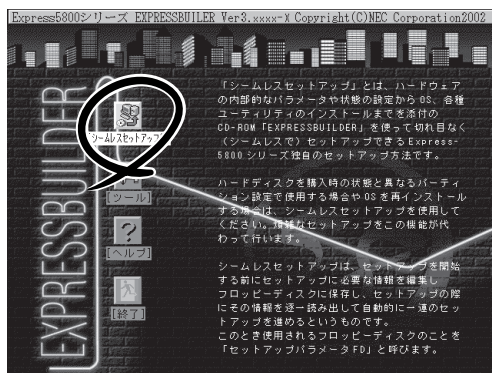 Express5800シリーズ EXPRESSBUILER Ver3.xxxx-X Copyright(C)NEC Corporation2002
EXPRESSBUILDER
[シームレスセットアップ]
[ツール]
[ヘルプ]
[終了]
「シームレスセットアップ」とは、ハードウェア
の内部的なパラメータや状態の設定からOS、各種
ユーティリティのインストールまでを添付の
CD-ROM「EXPRESSBUILDER」を使って切れ目なく
（シームレスで）セットアップできるExpress-
5800シリーズ独自のセットアップ方法です。
ハードディスクを購入時の状態と異なるパーティ
ション設定で使用する場合やOSを再インストール
する場合は、シームレスセットアップを使用して
ください。煩雑なセットアップをこの機能が代
わって行います。
シームレスセットアップは、セットアップを開始
する前にセットアップに必要な情報を編集し
フロッピーディスクに保存し、セットアップの際
にその情報を逐一読み出して自動的に一連のセッ
トアップを進めるというものです。
このとき使用されるフロッピーディスクのことを
「セットアップパラメータFD」と呼びます。